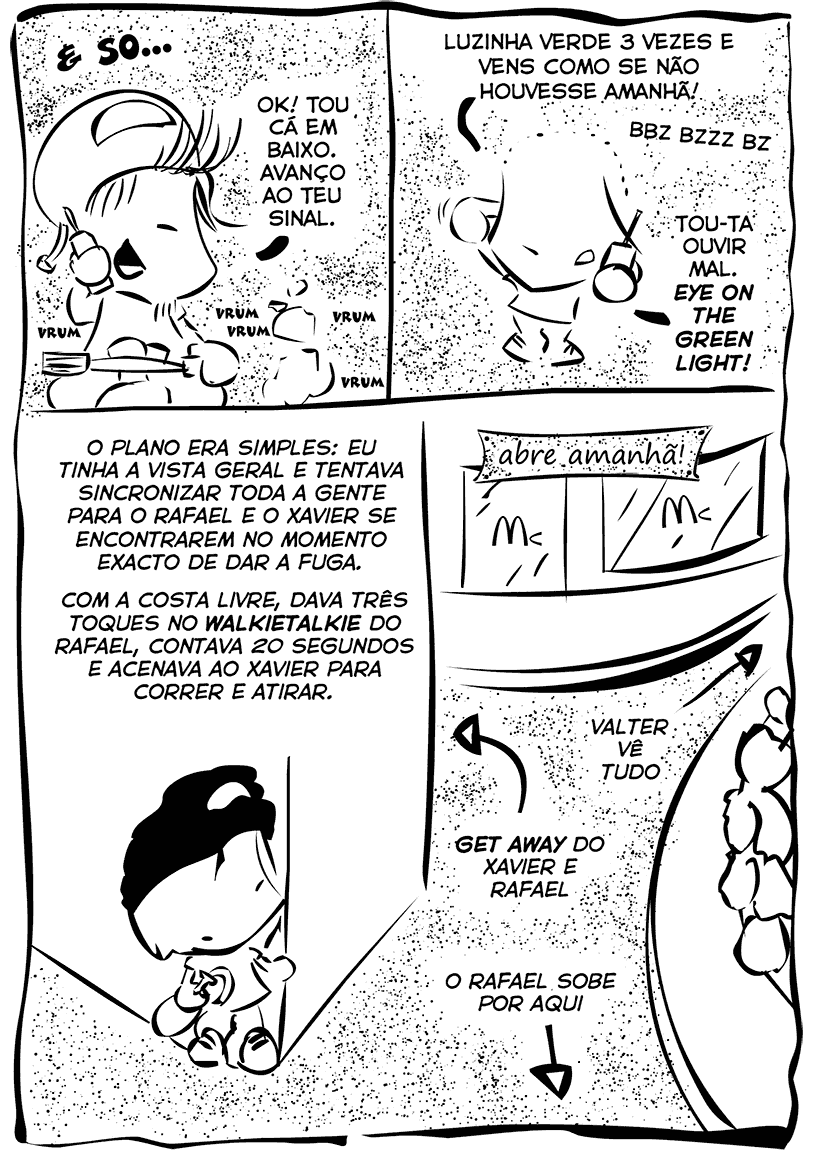 & SO...
OK! TOU
CÁ EM
BAIXO.
AVANÇO
AO TEU
SINAL.
VRUM
VRUM
VRUM
VRUM
VRUM
LUZINHA VERDE 3 VEZES E
VENS COMO SE NÃO
HOUVESSE AMANHÃ!
BBZ BZZZ BZ
TOU-TA
OUVIR
MAL.
EYE ON
THE
GREEN
LIGHT!
O PLANO ERA SIMPLES: EU
TINHA A VISTA GERAL E TENTAVA
SINCRONIZAR TODA A GENTE
PARA O RAFAEL E O XAVIER SE
ENCONTRAREM NO MOMENTO
EXACTO DE DAR A FUGA.
COM A COSTA LIVRE, DAVA TRÊS
TOQUES NO WALKIETALKIE DO
RAFAEL, CONTAVA 20 SEGUNDOS
E ACENAVA AO XAVIER PARA
CORRER E ATIRAR.
abre amanhã!
Mc
Mc
VALTER
VÊ
TUDO
GET AWAY DO
XAVIER E
RAFAEL
O RAFAEL SOBE
POR AQUI